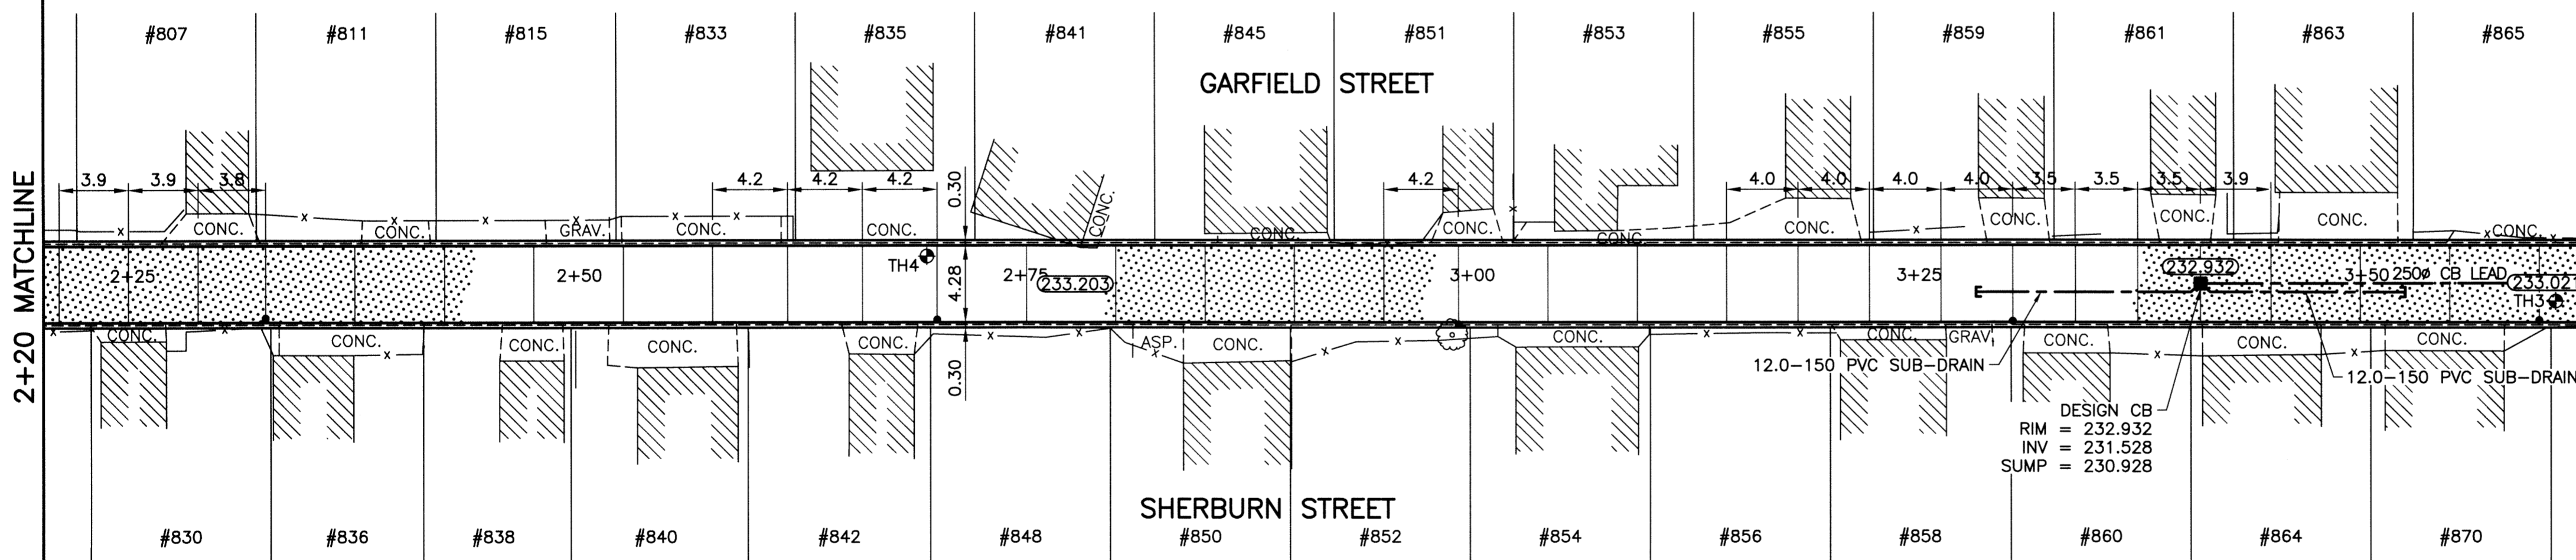 #807 #811 #815 #833 #835 #841 #845 #851 #853 #855 #859 #861 #863 #865
GARFIELD STREET
2+20 MATCHLINE
3.9 3.9 3.8 4.2 4.2 4.2 0.30 4.2 4.0 4.0 4.0 4.0 3.5 3.5 3.5 3.9
CONC. CONC. GRAV. CONC. CONC. CONC. CONC. CONC. CONC. CONC. CONC. CONC. CONC. CONC.
2+25 2+50 TH4 4.28 2+75 233.203 3+00 3+25 232.932 3+50 250ø CB LEAD 233.021
TH3
CONC. CONC. CONC. CONC. CONC. ASP. CONC. CONC. CONC. GRAV. CONC. CONC. CONC.
0.30
12.0-150 PVC SUB-DRAIN
12.0-150 PVC SUB-DRAIN
DESIGN CB
RIM = 232.932
INV = 231.528
SUMP = 230.928
SHERBURN STREET
#830 #836 #838 #840 #842 #848 #850 #852 #854 #856 #858 #860 #864 #870